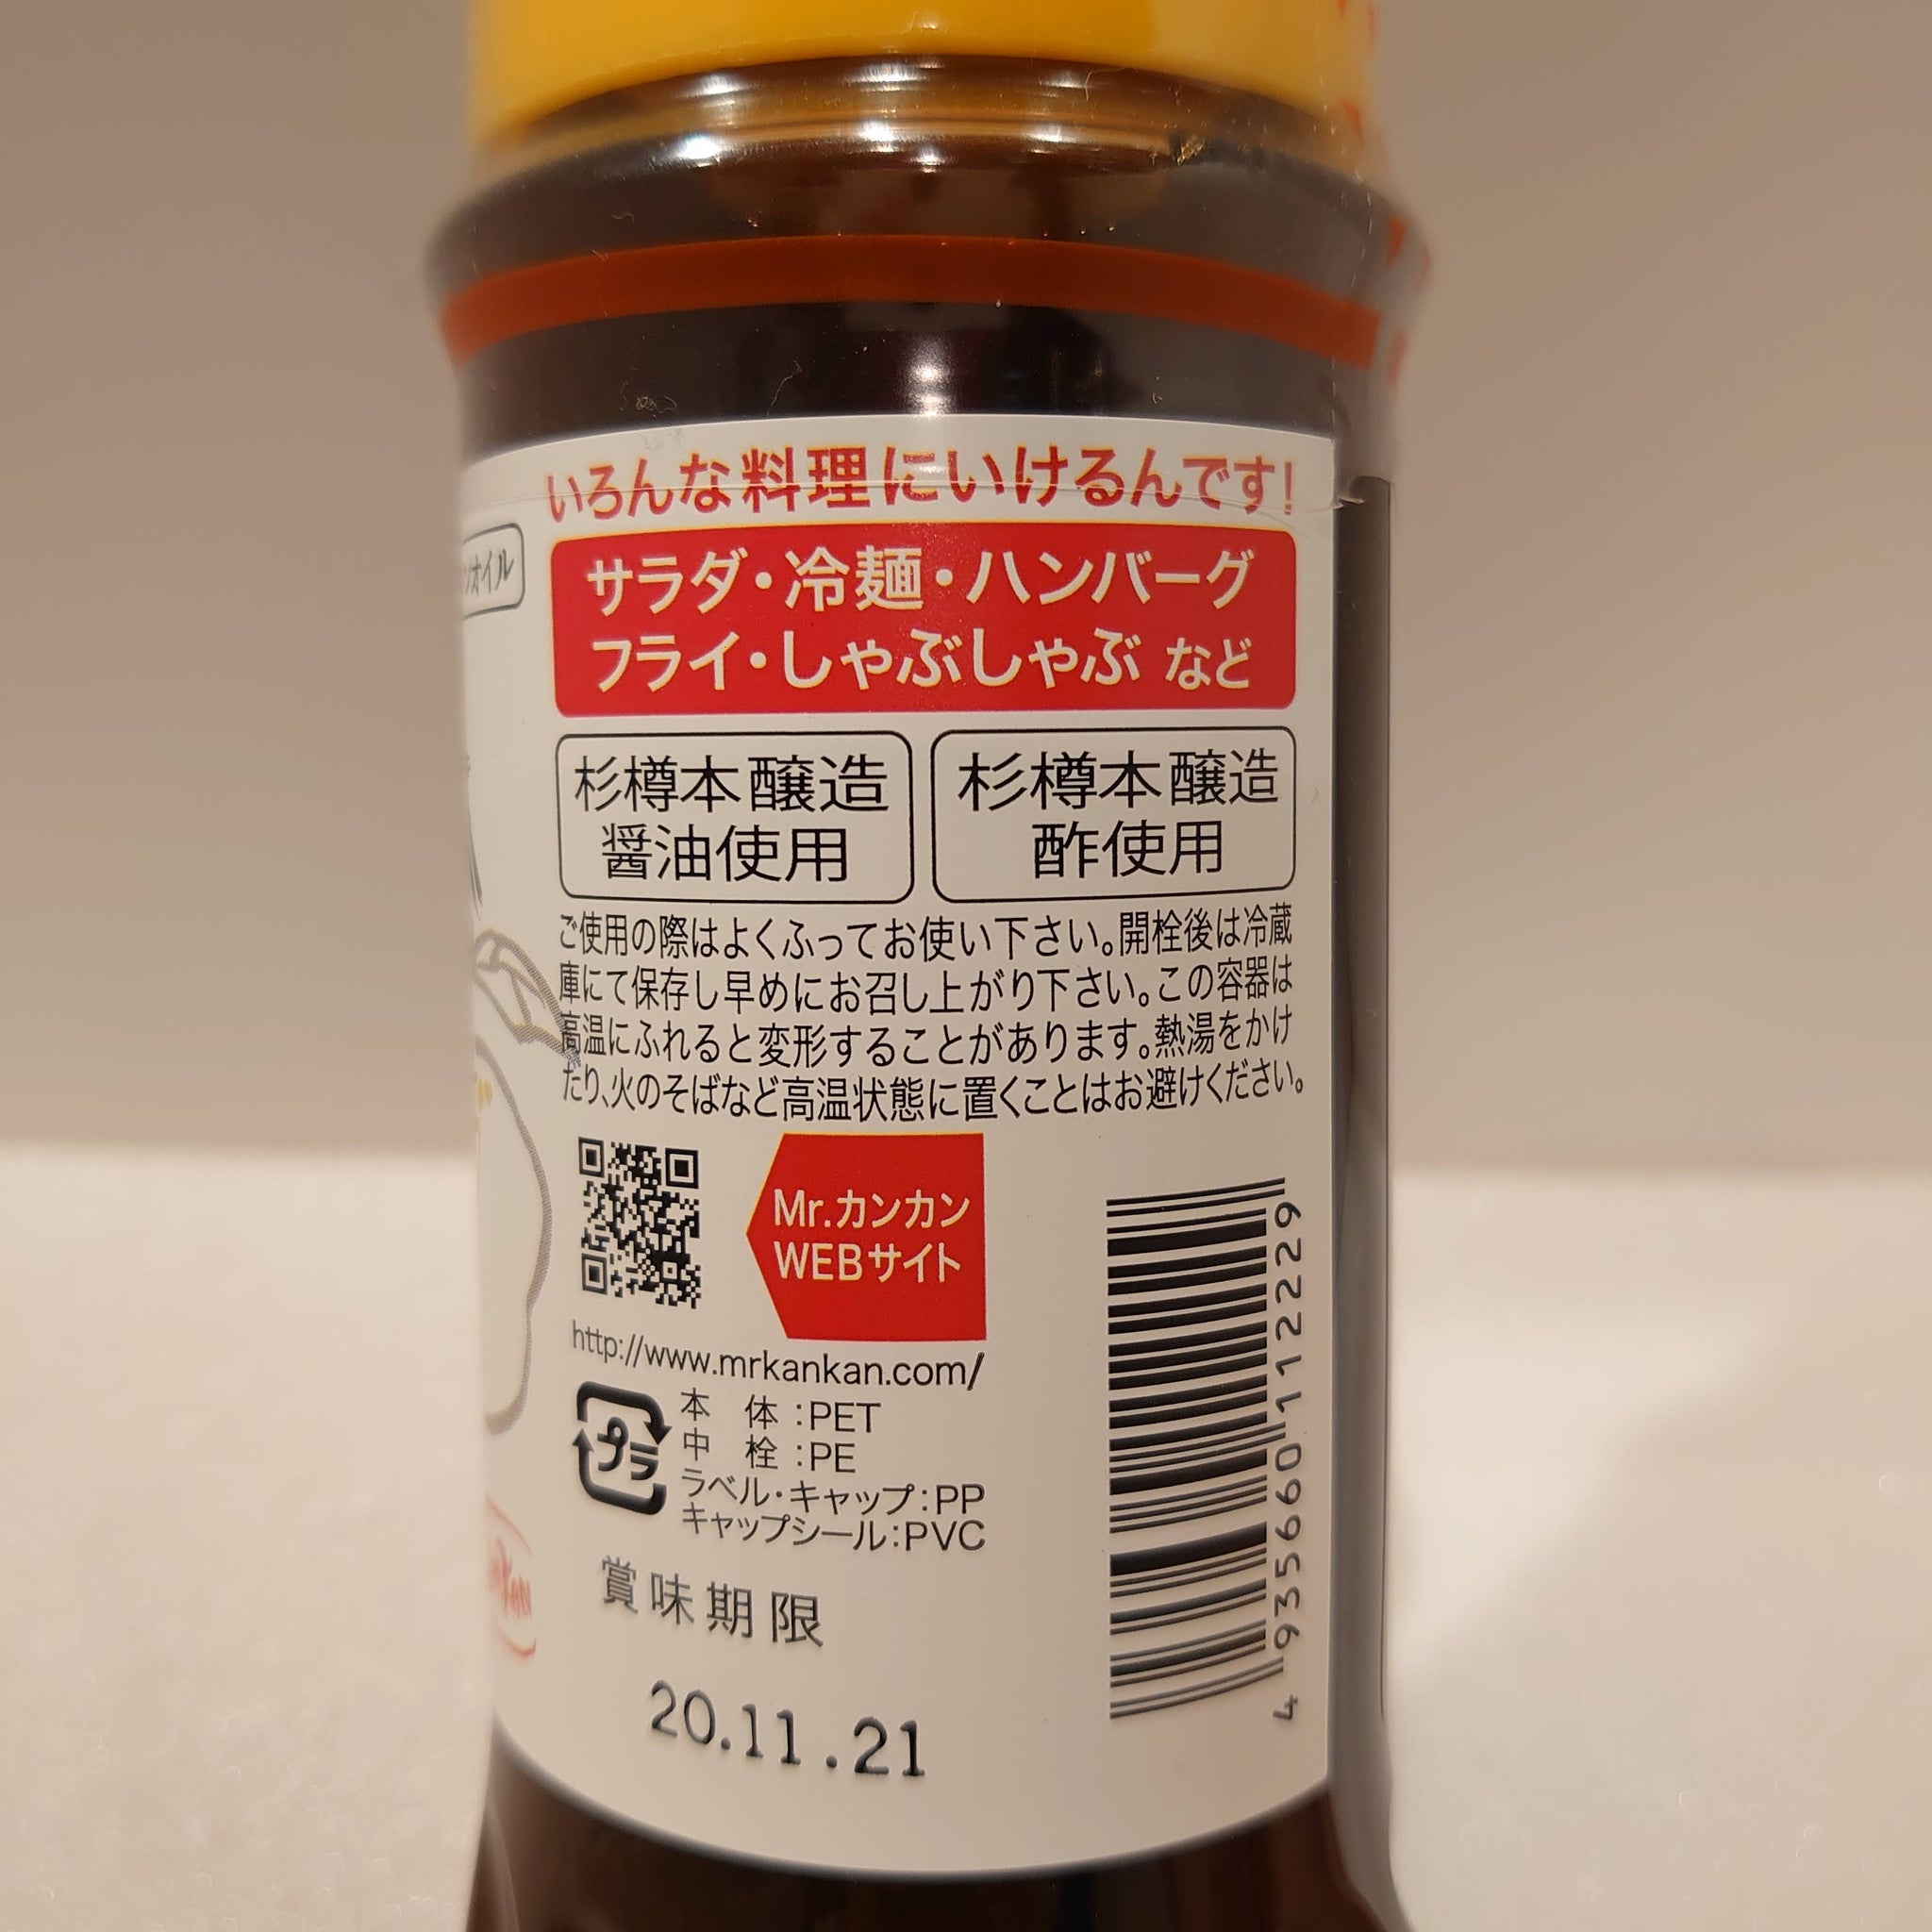 いろんな料理にいけるんです!
オイル
サラダ・冷麺・ハンバーグ
フライ・しゃぶしゃぶ など
杉樽本醸造
醤油使用
杉樽本醸造
酢使用
ご使用の際はよくふってお使い下さい。開栓後は冷蔵
庫にて保存し早めにお召し上がり下さい。この容器は
高温にふれると変形することがあります。熱湯をかけ
たり、火のそばなど高温状態に置くことはお避けください。
Mr.カンカン
WEBサイト
http://www.mrkankan.com/
プラ
本 体:PET
中 栓:PE
ラベル・キャップ:PP
キャップシール:PVC
賞味期限
20.11.21
4 935660 112229